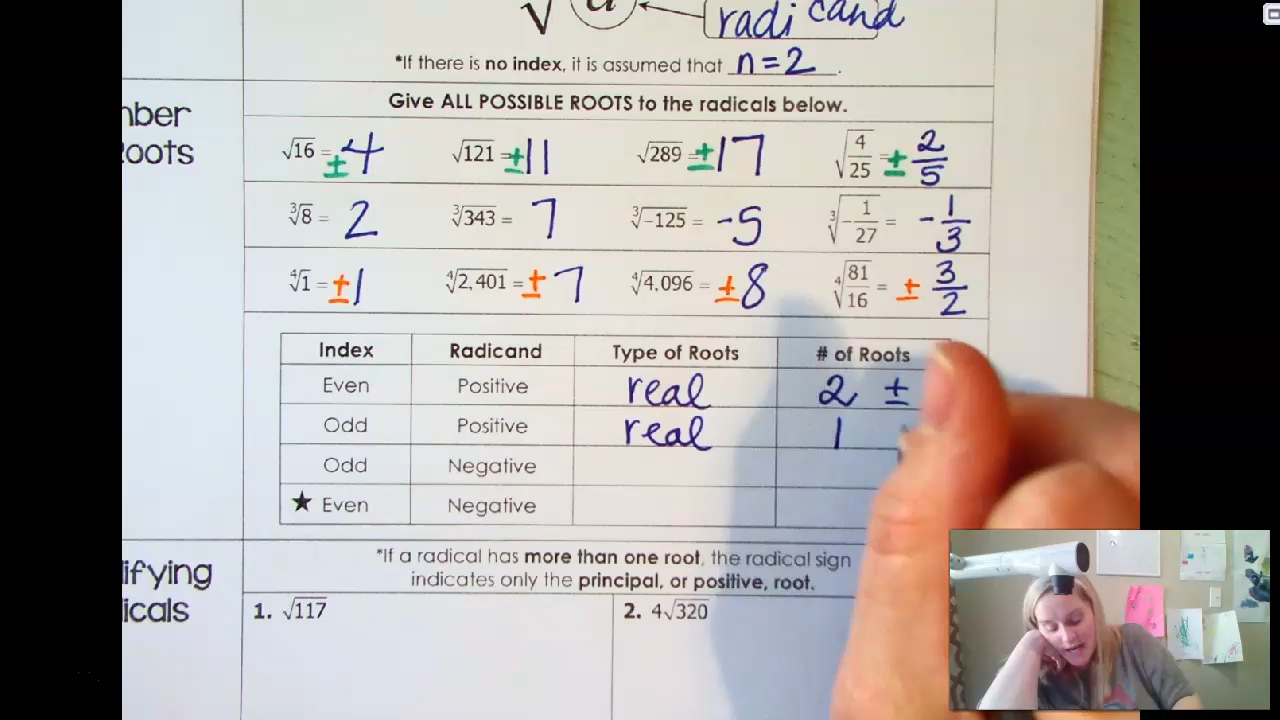 √a
radicand
*If there is no index, it is assumed that n=2.
Give ALL POSSIBLE ROOTS to the radicals below.
nber
Roots
√16 = ±4 √121 = ±11 √289 = ±17 √4/25 = ± 2/5
∛8 = 2 ∛343 = 7 ∛-125 = -5 ∛-1/27 = -1/3
∜1 = ±1 ∜2,401 = ±7 ∜4.096 = ±8 ∜81/16 = ± 3/2
Index Radicand Type of Roots # of Roots
Even Positive real 2 ±
Odd Positive real 1
Odd Negative
★ Even Negative
*If a radical has more than one root, the radical sign
indicates only the principal, or positive, root.
ifying
icals
1. √117 2. 4√320